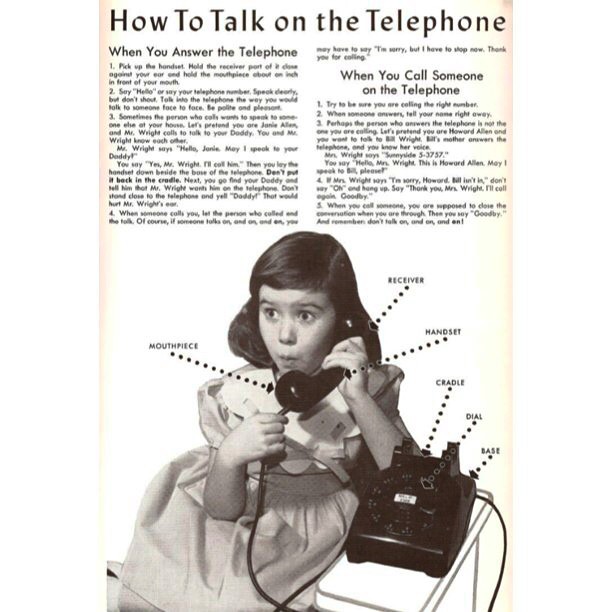 How To Talk on the Telephone
When You Answer the Telephone
1. Pick up the handset. Hold the receiver part of it close
against your ear and hold the mouthpiece about an inch
in front of your mouth.
2. Say "Hello" or say your telephone number. Speak clearly,
but don't shout. Talk into the telephone the way you would
talk to someone face to face. Be polite and pleasant.
3. Sometimes the person who calls wants to speak to some-
one else at your house. Let's pretend you are Janie Allen,
and Mr. Wright calls to talk to your Daddy. You and Mr.
Wright know each other.
Mr. Wright says "Hello, Janie. May I speak to your
Daddy?"
You say "Yes, Mr. Wright. I'll call him." Then you lay the
handset down beside the base of the telephone. Don't put
it back in the cradle. Next, you go find your Daddy and
tell him that Mr. Wright wants him on the telephone. Don't
stand close to the telephone and yell "Daddy!" That would
hurt Mr. Wright's ear.
4. When someone calls you, let the person who called end
the talk. Of course, if someone talks on, and on, and on, you
may have to say "I'm sorry, but I have to stop now. Thank
you for calling."
When You Call Someone
on the Telephone
1. Try to be sure you are calling the right number.
2. When someone answers, tell your name right away.
3. Perhaps the person who answers the telephone is not the
one you are calling. Let's pretend you are Howard Allen and
you want to talk to Bill Wright. Bill's mother answers the
telephone, and you know her voice.
Mrs. Wright says "Sunnyside 5-3757."
You say "Hello, Mrs. Wright. This is Howard Allen. May I
speak to Bill, please?"
4. If Mrs. Wright says "I'm sorry, Howard. Bill isn't in," don't
say "Oh" and hang up. Say "Thank you, Mrs. Wright. I'll call
again. Goodby."
5. When you call someone, you are supposed to close the
conversation when you are through. Then you say "Goodby."
And remember: don't talk on, and on, and on!
RECEIVER
HANDSET
MOUTHPIECE
CRADLE
DIAL
BASE